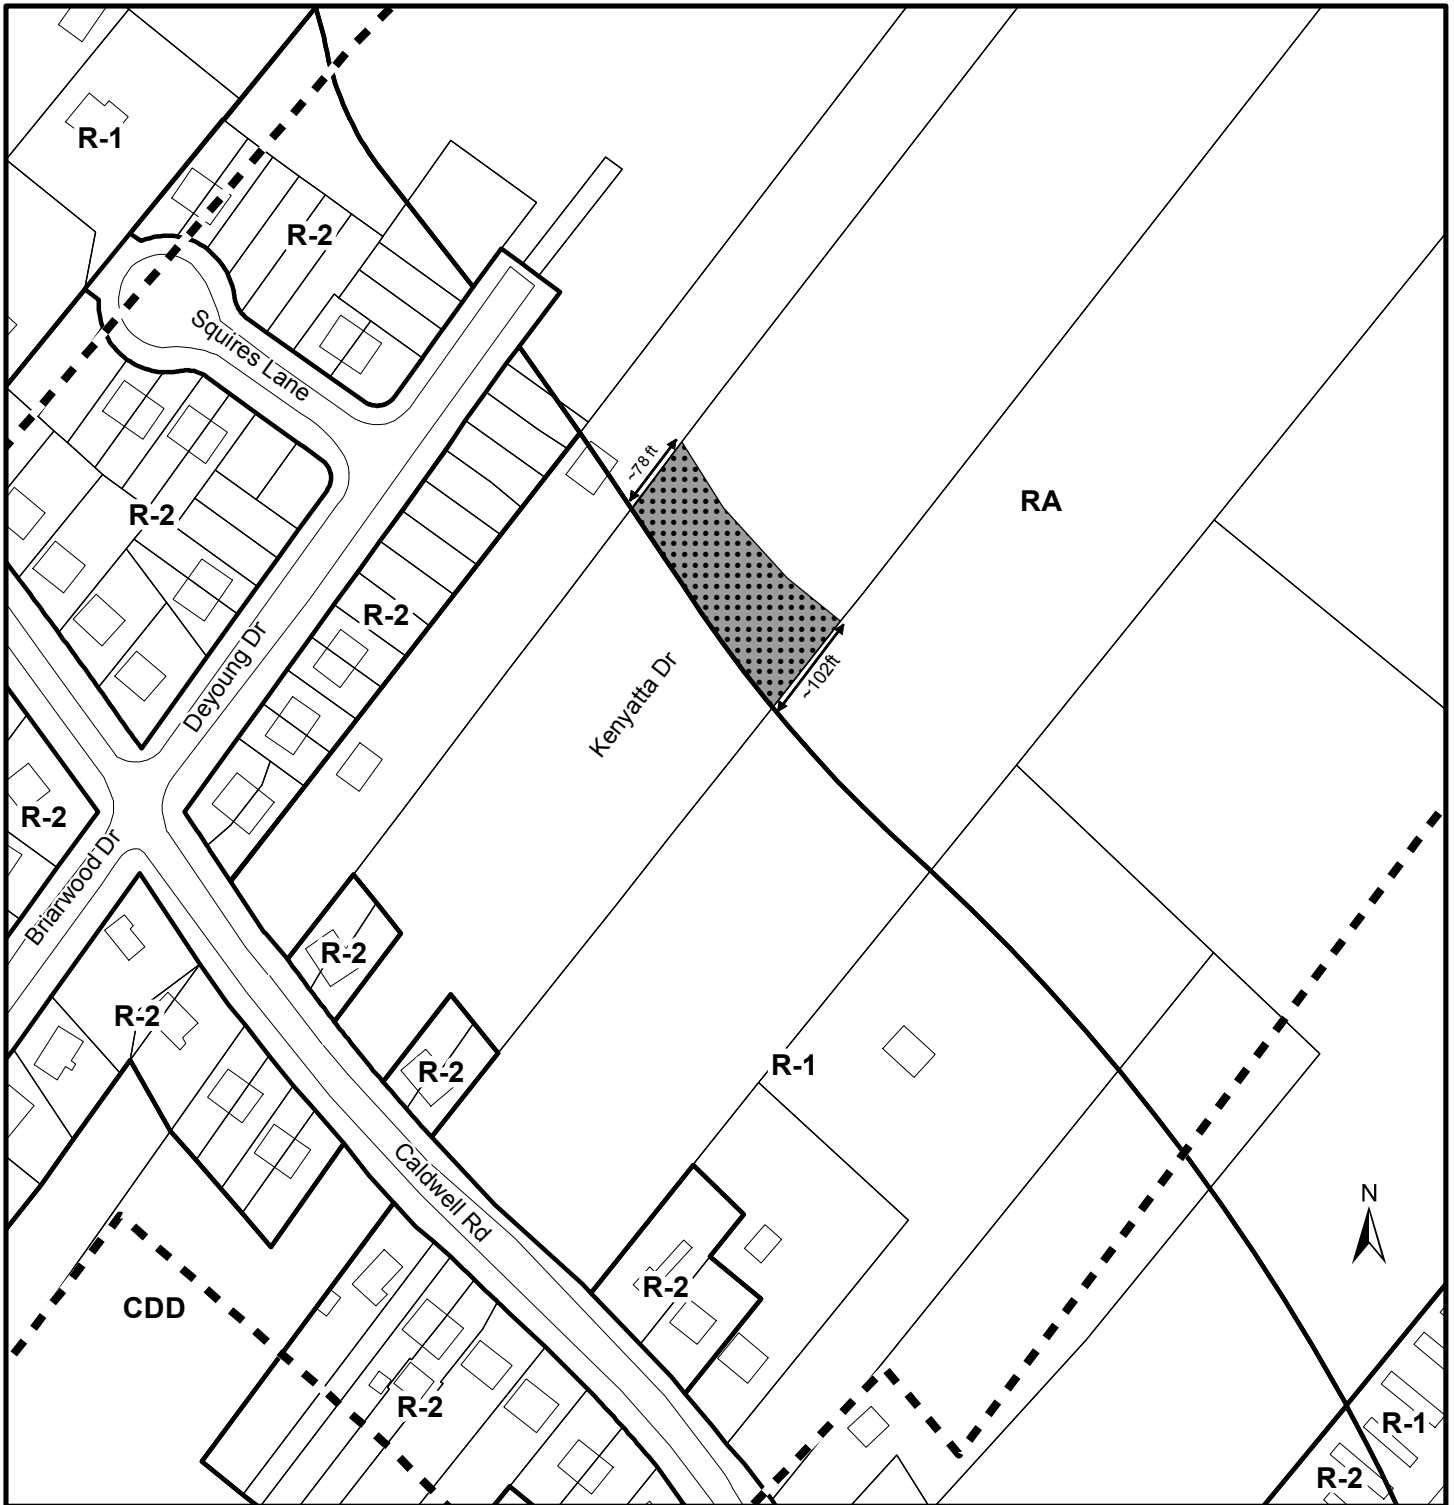 R-1
R-2
Squires Lane
~78 ft
RA
R-2
R-2
Deyoung Dr
~102ft
Kenyatta Dr
R-2
Briarwood Dr
R-2
R-2
R-2
R-1
Caldwell Rd
N
R-2
CDD
R-2
R-1
R-2